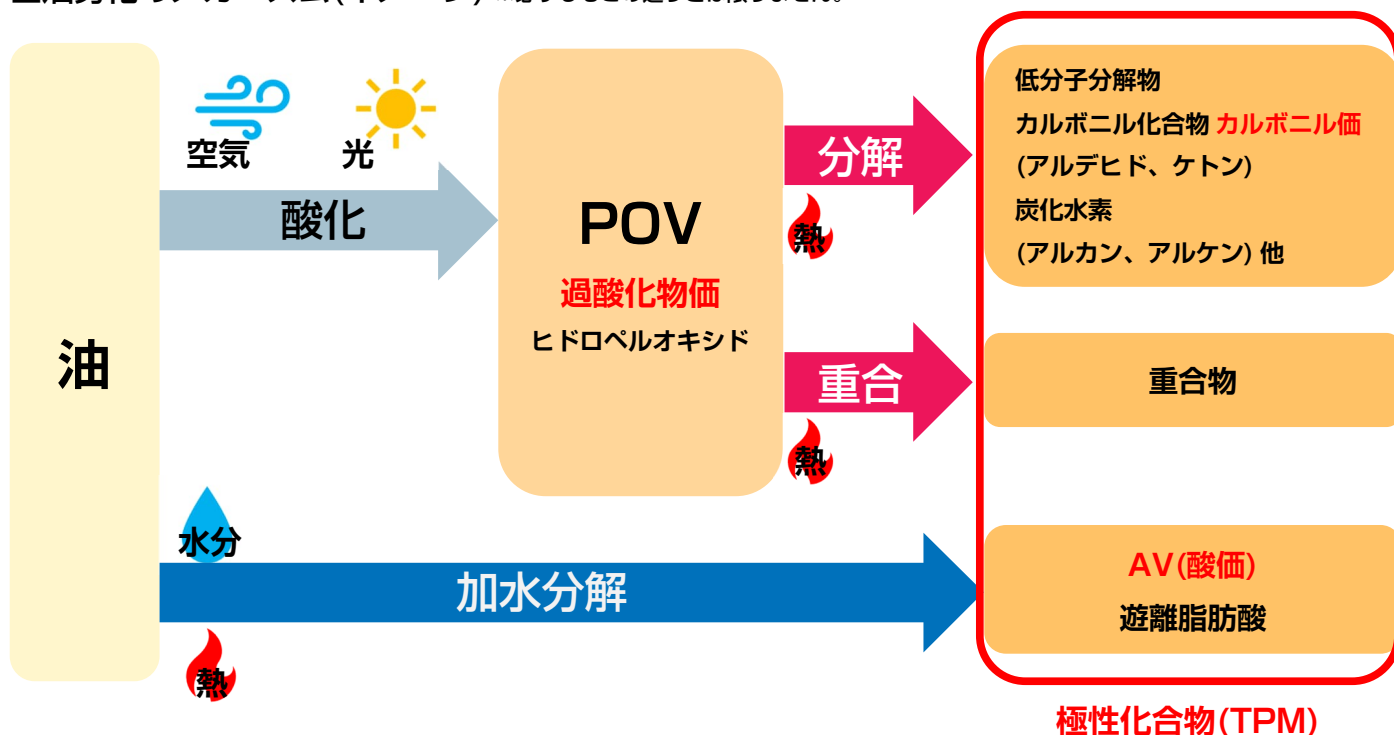 空気
光
酸化
油
POV
過酸化物価
ヒドロペルオキシド
分解
熱
重合
熱
低分子分解物
カルボニル化合物 カルボニル価
(アルデヒド、ケトン)
炭化水素
(アルカン、アルケン) 他
重合物
水分
加水分解
熱
AV(酸価)
遊離脂肪酸
極性化合物(TPM)